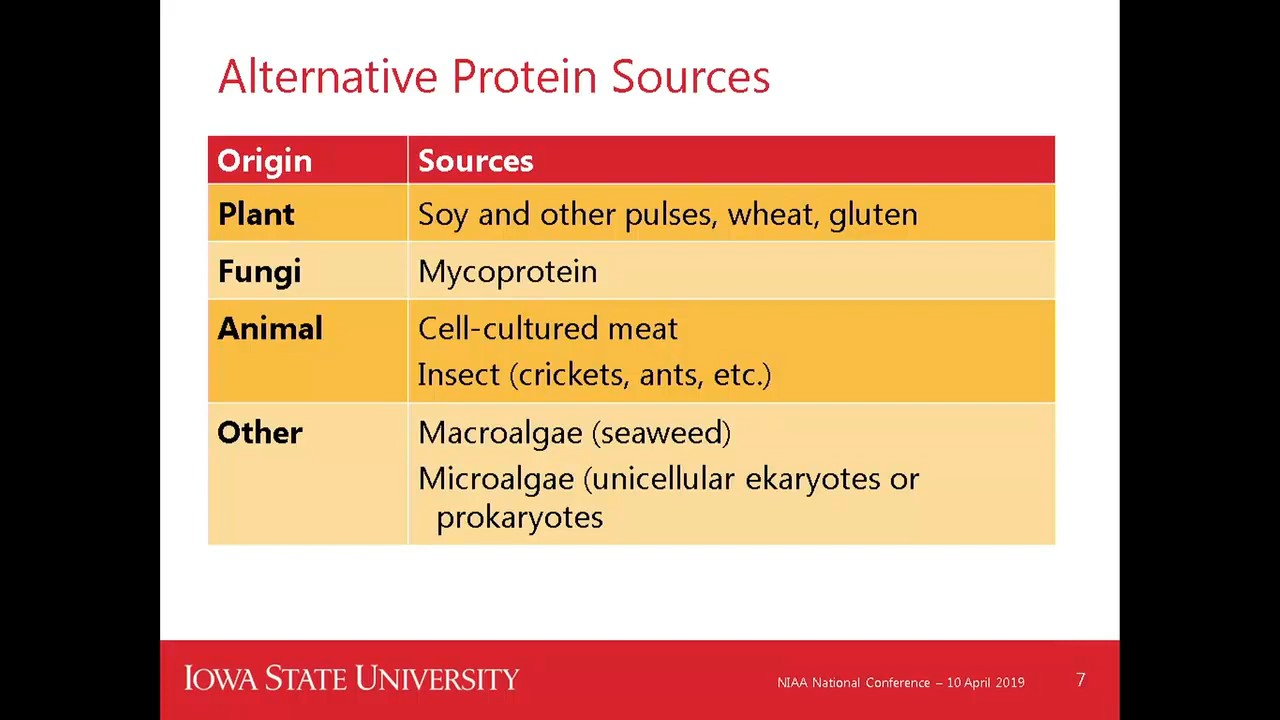 Alternative Protein Sources
Origin Sources
Plant Soy and other pulses, wheat, gluten
Fungi Mycoprotein
Animal Cell-cultured meat
Insect (crickets, ants, etc.)
Other Macroalgae (seaweed)
Microalgae (unicellular ekaryotes or
prokaryotes
IOWA STATE UNIVERSITY
NIAA National Conference – 10 April 2019 7